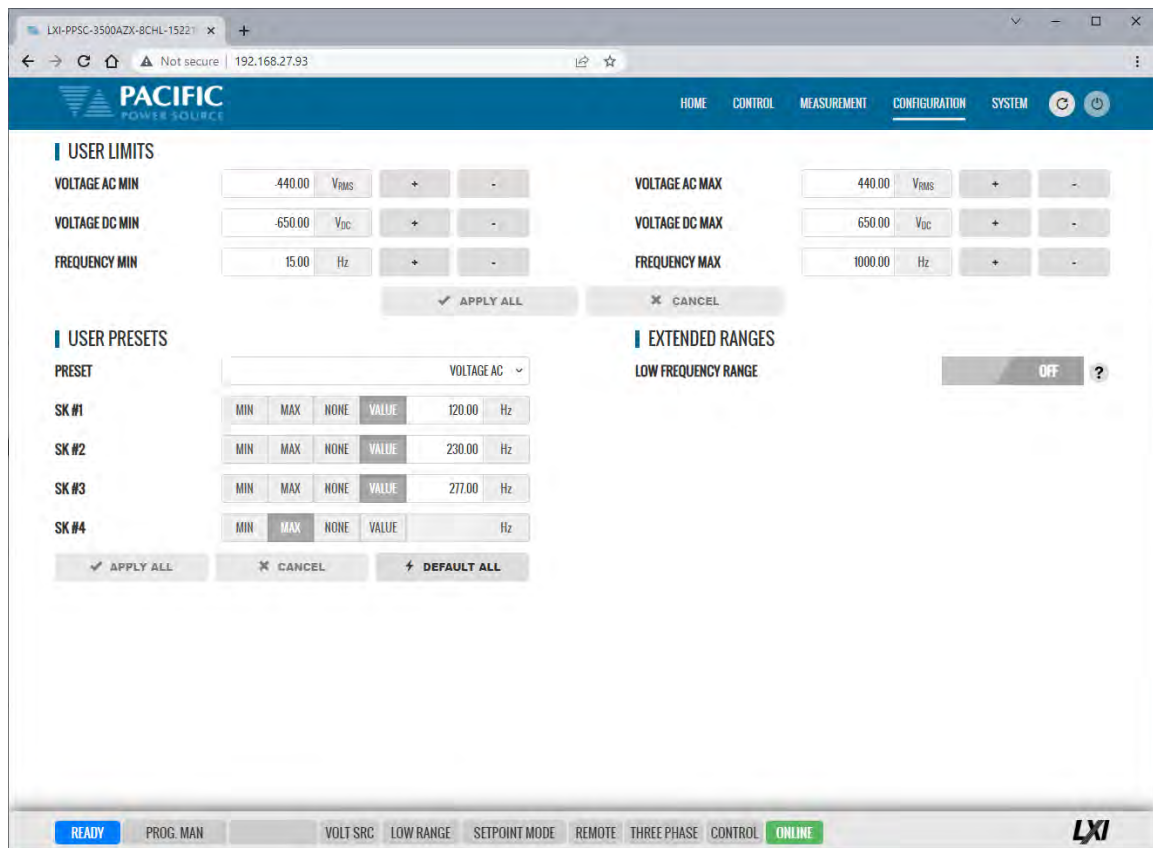 LXI-PPSC-3500AZX-8CHL-15221
Not secure | 192.168.27.93
PACIFIC
POWER SOURCE
HOME CONTROL MEASUREMENT CONFIGURATION SYSTEM
USER LIMITS
VOLTAGE AC MIN -440.00 VRMS + - VOLTAGE AC MAX 440.00 VRMS + -
VOLTAGE DC MIN -650.00 VDC + - VOLTAGE DC MAX 650.00 VDC + -
FREQUENCY MIN 15.00 Hz + - FREQUENCY MAX 1000.00 Hz + -
APPLY ALL CANCEL
USER PRESETS EXTENDED RANGES
PRESET VOLTAGE AC LOW FREQUENCY RANGE OFF ?
SK #1 MIN MAX NONE VALUE 120.00 Hz
SK #2 MIN MAX NONE VALUE 230.00 Hz
SK #3 MIN MAX NONE VALUE 277.00 Hz
SK #4 MIN MAX NONE VALUE Hz
APPLY ALL CANCEL DEFAULT ALL
READY PROG. MAN VOLT SRC LOW RANGE SETPOINT MODE REMOTE THREE PHASE CONTROL ONLINE LXI